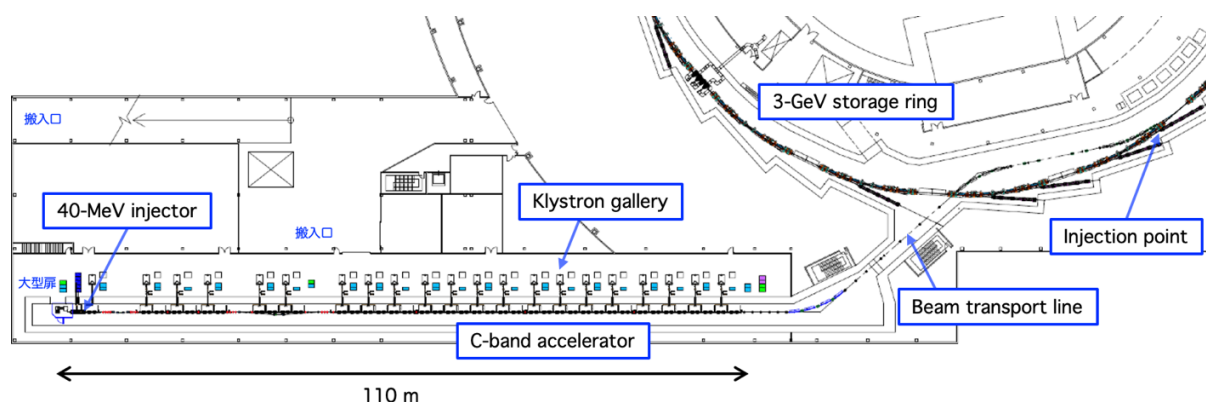 搬入口
3-GeV storage ring
40-MeV injector
Klystron gallery
搬入口
Injection point
大型扉
Beam transport line
C-band accelerator
110 m